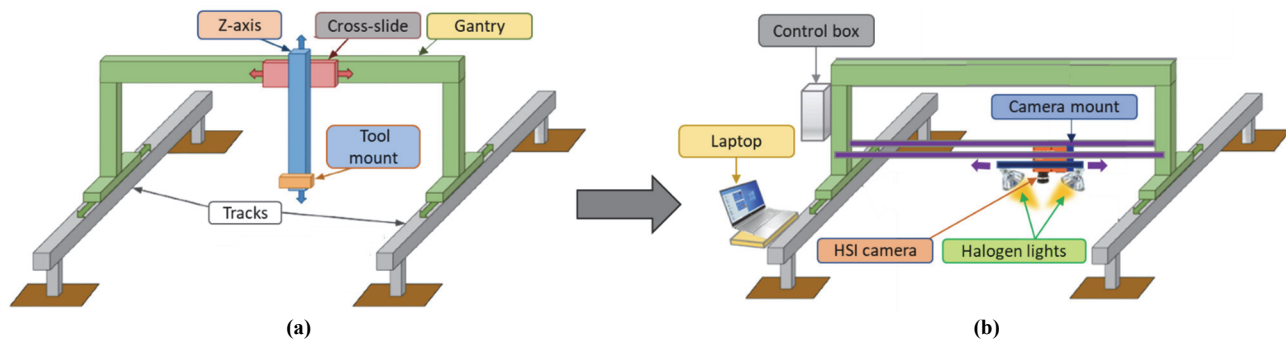 Z-axis
Cross-slide
Gantry
Tool
mount
Tracks
(a)
Control box
Camera mount
Laptop
HSI camera
Halogen lights
(b)